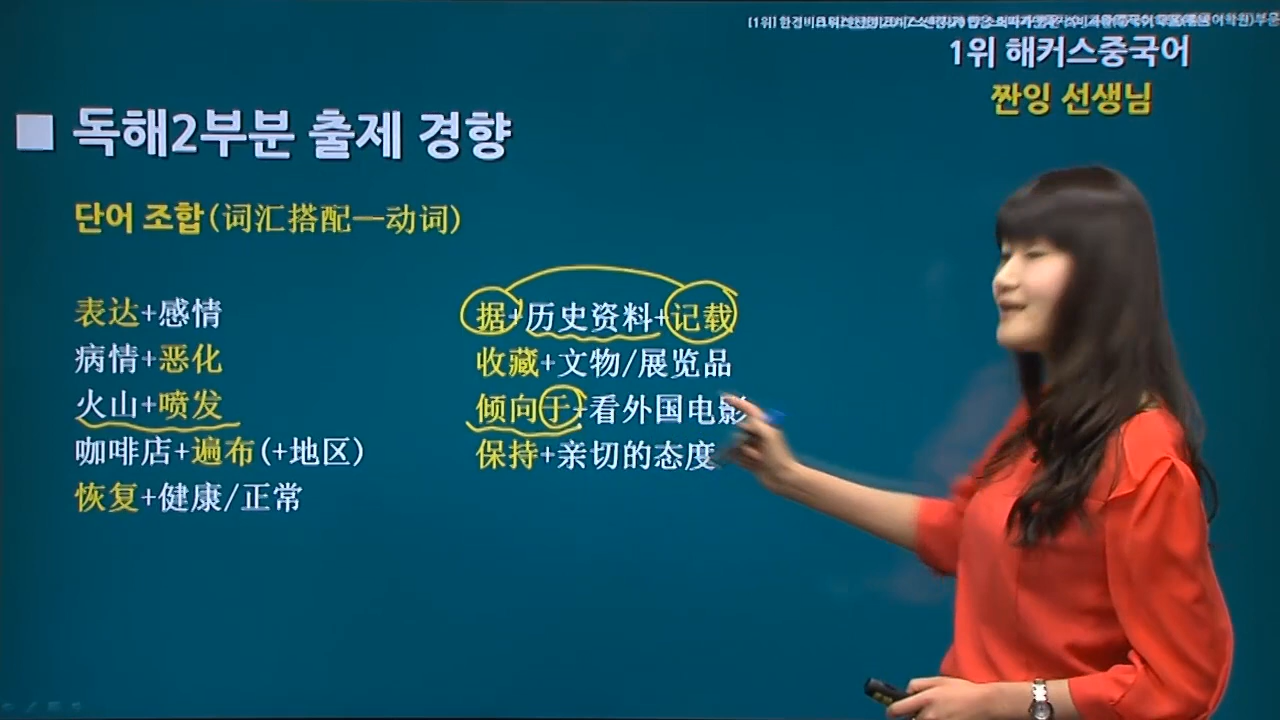 1위 해커스중국어
짠잉 선생님
■ 독해2부분 출제 경향
단어 조합(词汇搭配—动词)
表达+感情
病情+恶化
火山+喷发
咖啡店+遍布(+地区)
恢复+健康/正常
据+历史资料+记载
收藏+文物/展览品
倾向于+看外国电影
保持+亲切的态度